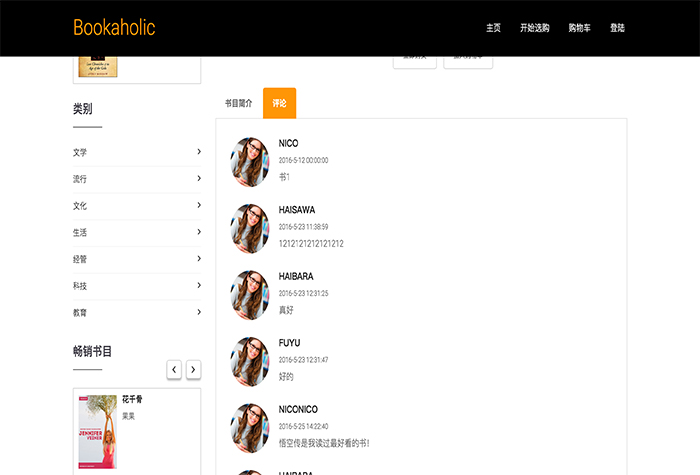 Bookaholic
主页 开始选购 购物车 登陆
类别
文学
流行
文化
生活
经管
科技
教育
畅销书目
花千骨
果果
JENNIFER
书目简介 评论
NICO
2016-5-12 00:00:00
书1
HAISAWA
2016-5-23 11:38:59
1212121212121212
HAIBARA
2016-5-23 12:31:25
真好
FUYU
2016-5-23 12:31:47
好的
NICONICO
2016-5-25 14:22:40
悟空传是我读过最好看的书!
HAIBARA